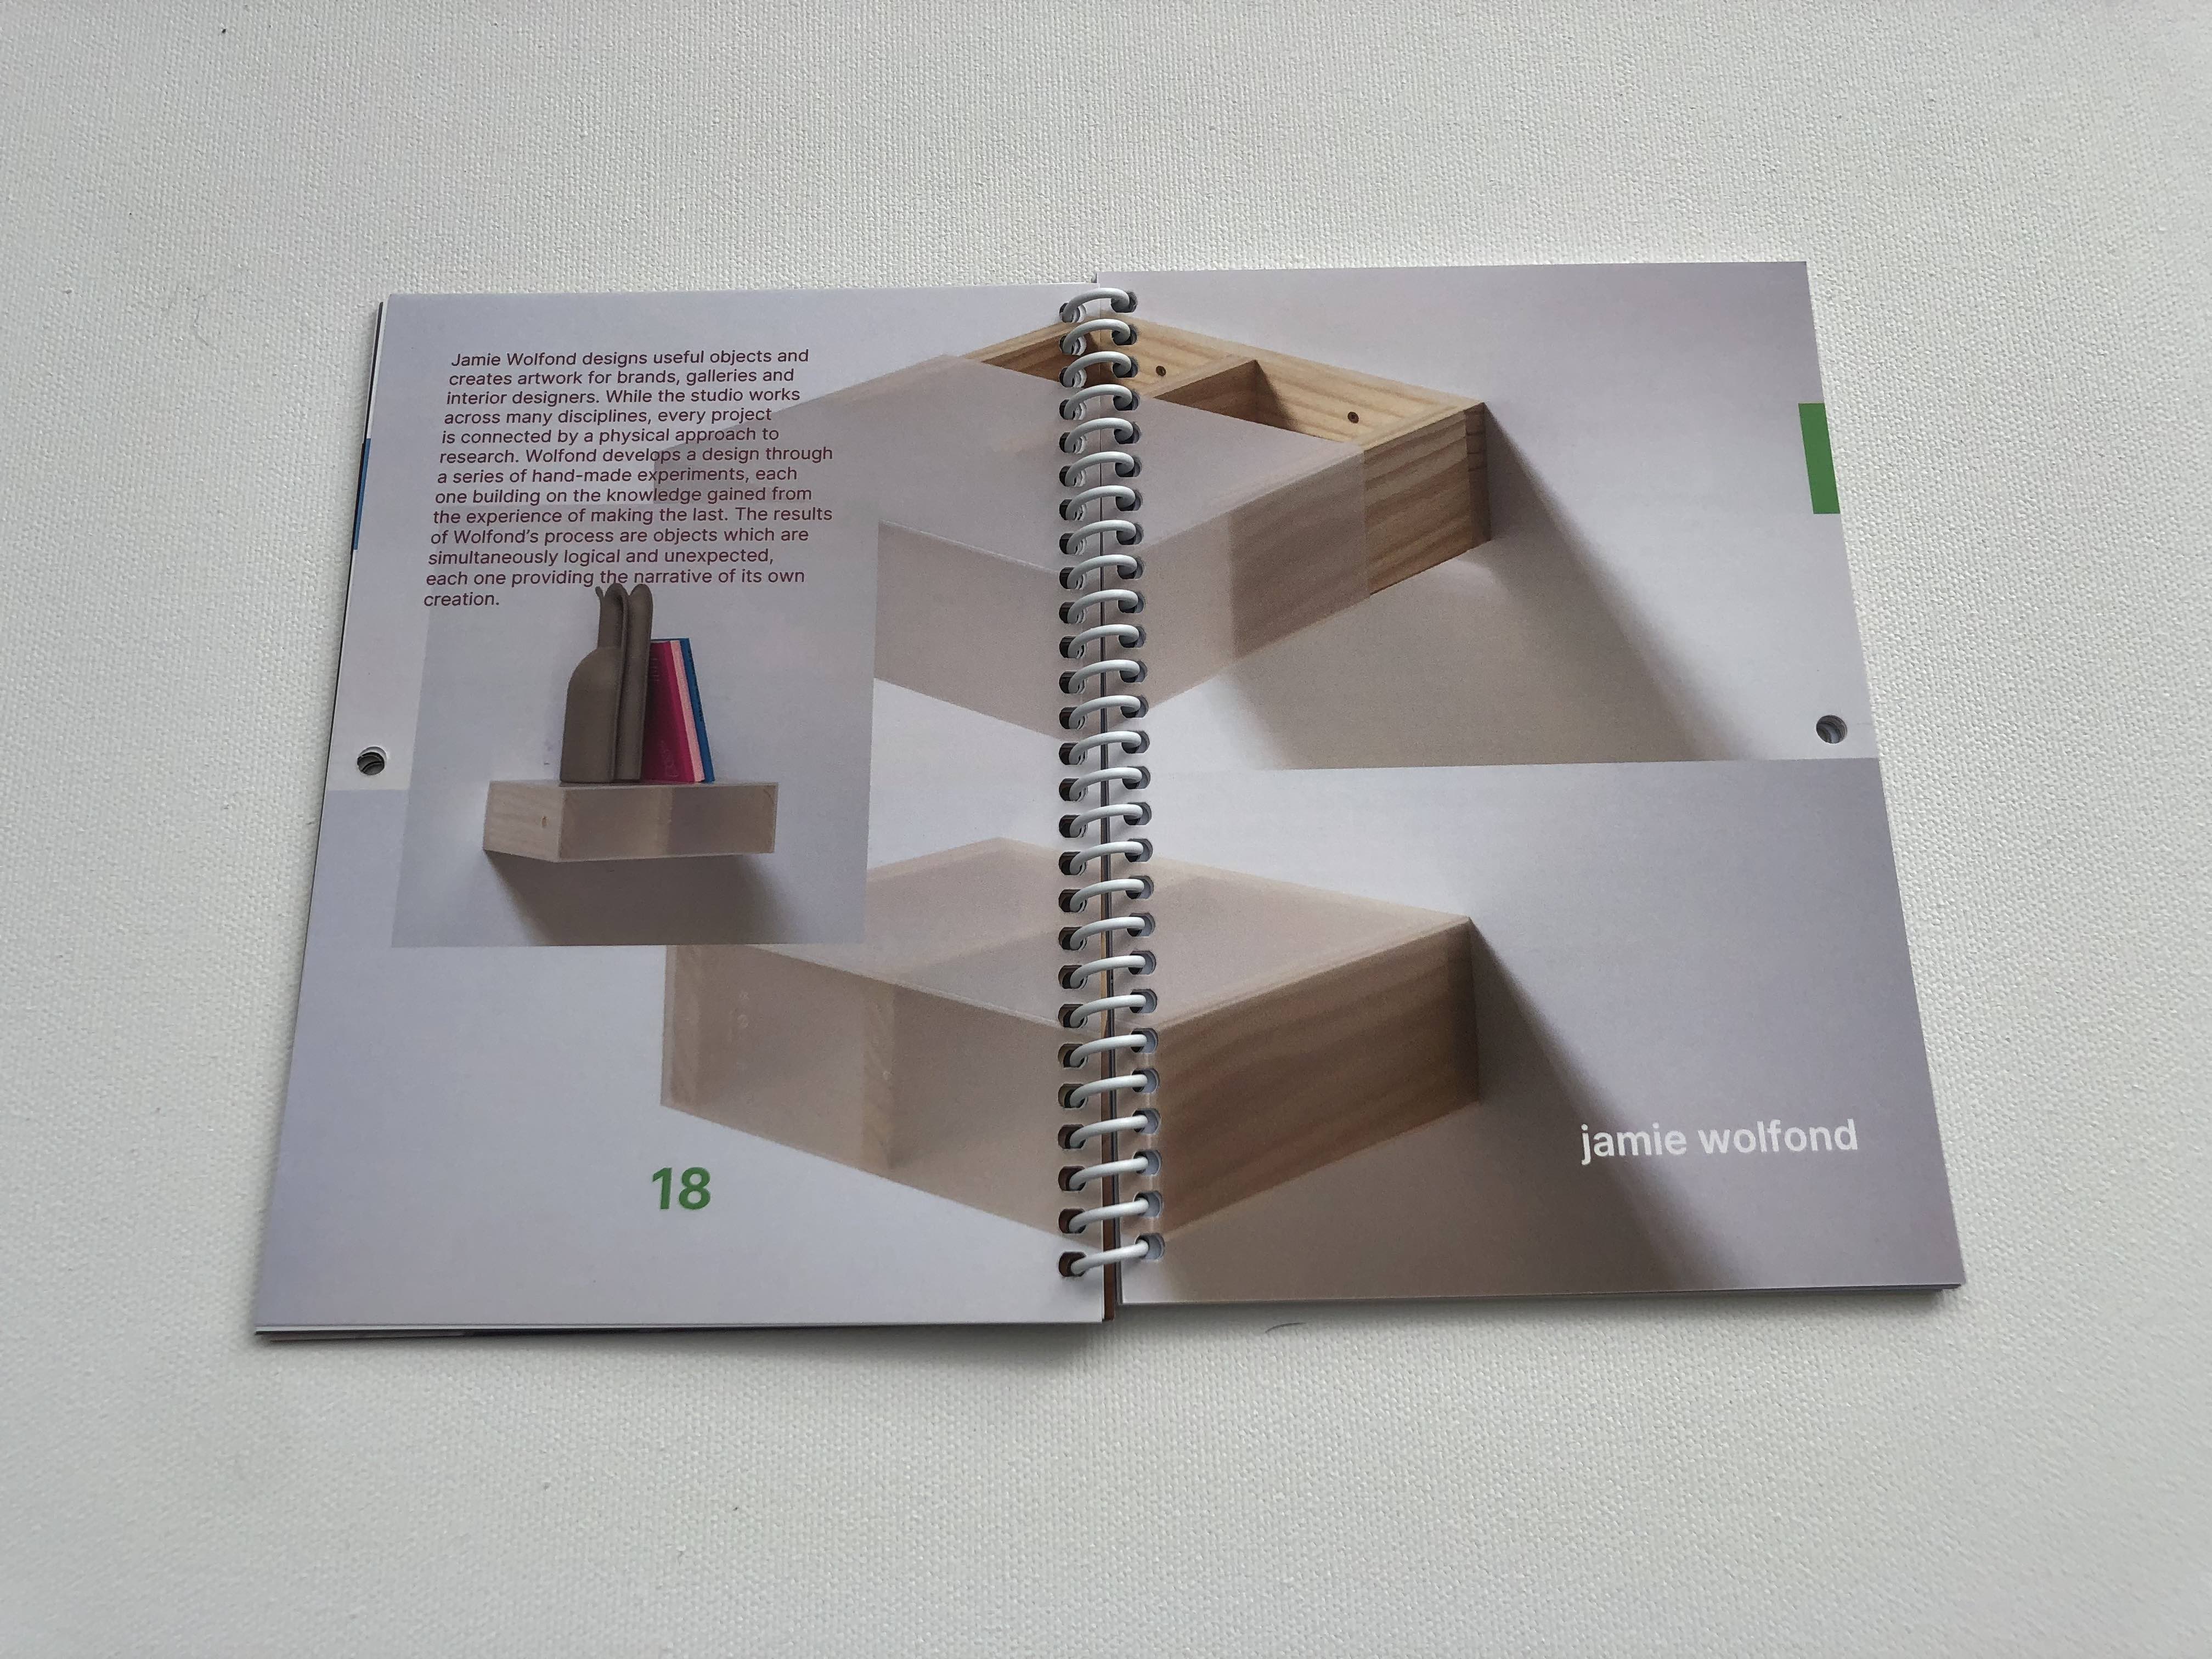 Jamie Wolfond designs useful objects and
creates artwork for brands, galleries and
interior designers. While the studio works
across many disciplines, every project
is connected by a physical approach to
research. Wolfond develops a design through
a series of hand-made experiments, each
one building on the knowledge gained from
the experience of making the last. The results
of Wolfond’s process are objects which are
simultaneously logical and unexpected,
each one providing the narrative of its own
creation.
18
jamie wolfond